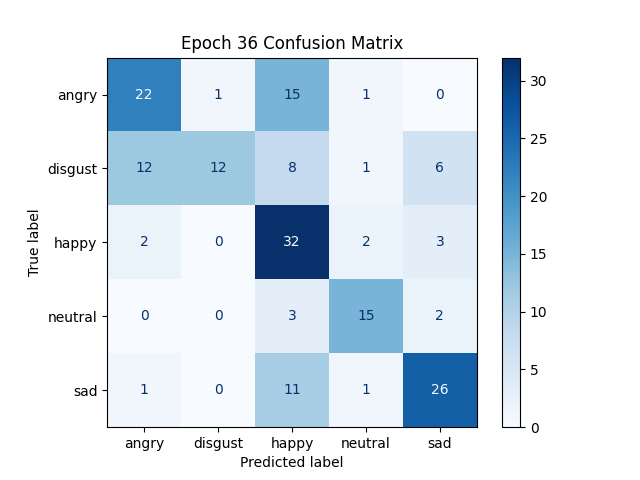 Epoch 36 Confusion Matrix
angry 22 1 15 1 0
disgust 12 12 8 1 6
happy 2 0 32 2 3
neutral 0 0 3 15 2
sad 1 0 11 1 26
angry disgust happy neutral sad
Predicted label
True label
30
25
20
15
10
5
0